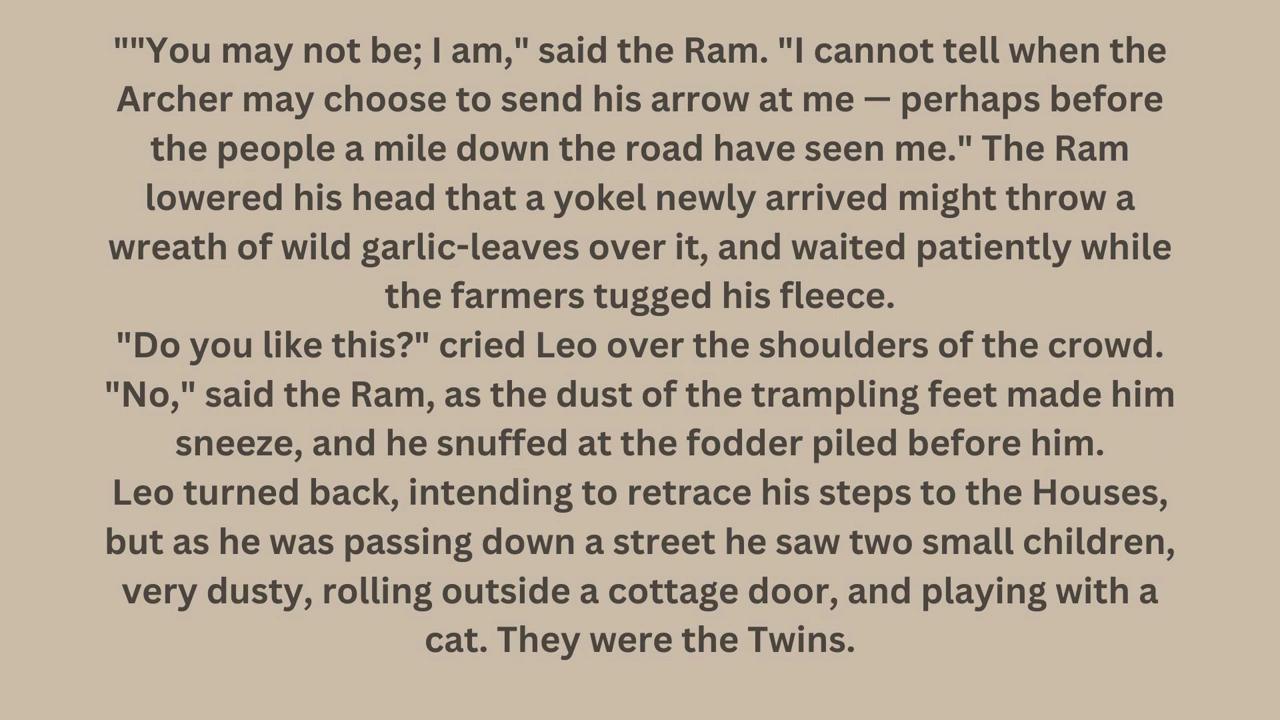 ""You may not be; I am," said the Ram. "I cannot tell when the
Archer may choose to send his arrow at me — perhaps before
the people a mile down the road have seen me." The Ram
lowered his head that a yokel newly arrived might throw a
wreath of wild garlic-leaves over it, and waited patiently while
the farmers tugged his fleece.
"Do you like this?" cried Leo over the shoulders of the crowd.
"No," said the Ram, as the dust of the trampling feet made him
sneeze, and he snuffed at the fodder piled before him.
Leo turned back, intending to retrace his steps to the Houses,
but as he was passing down a street he saw two small children,
very dusty, rolling outside a cottage door, and playing with a
cat. They were the Twins.